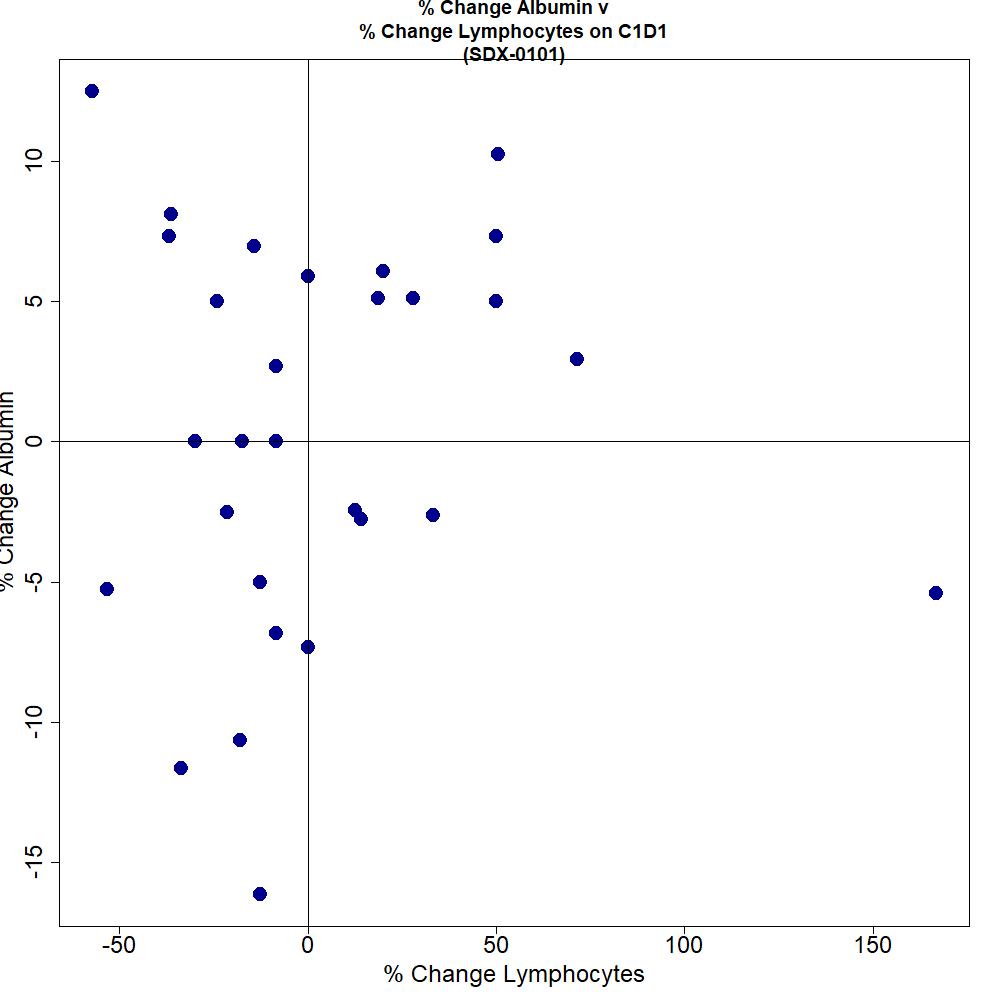 % Change Albumin v
% Change Lymphocytes on C1D1
(SDX-0101)
% Change Albumin
10
5
0
-5
-10
-15
-50
0
50
100
150
% Change Lymphocytes